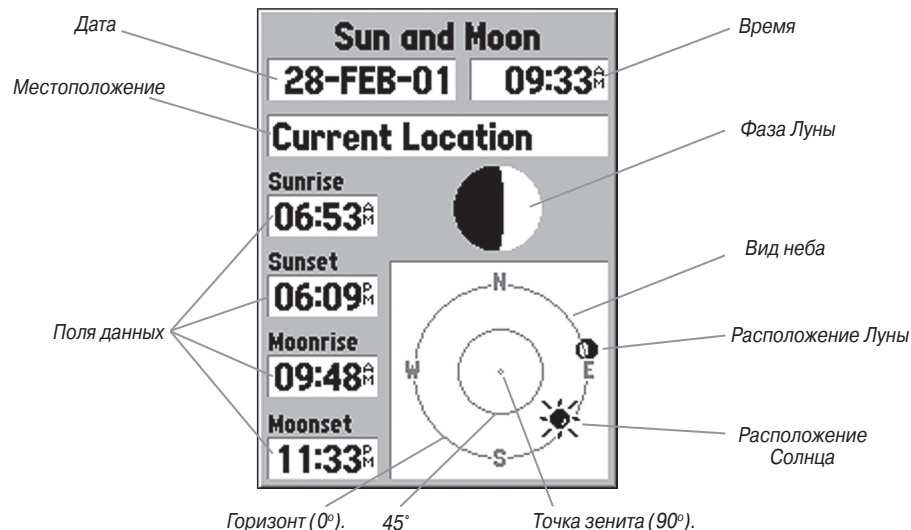 Дата
Sun and Moon
Время
28-FEB-01
09:33AM
Местоположение
Current Location
Фаза Луны
Sunrise
06:53AM
Вид неба
Sunset
06:09PM
N
Поля данных
Moonrise
09:48AM
Расположение Луны
W
E
Moonset
11:33PM
S
Расположение
Солнца
Горизонт (0°).
45°
Точка зенита (90°).